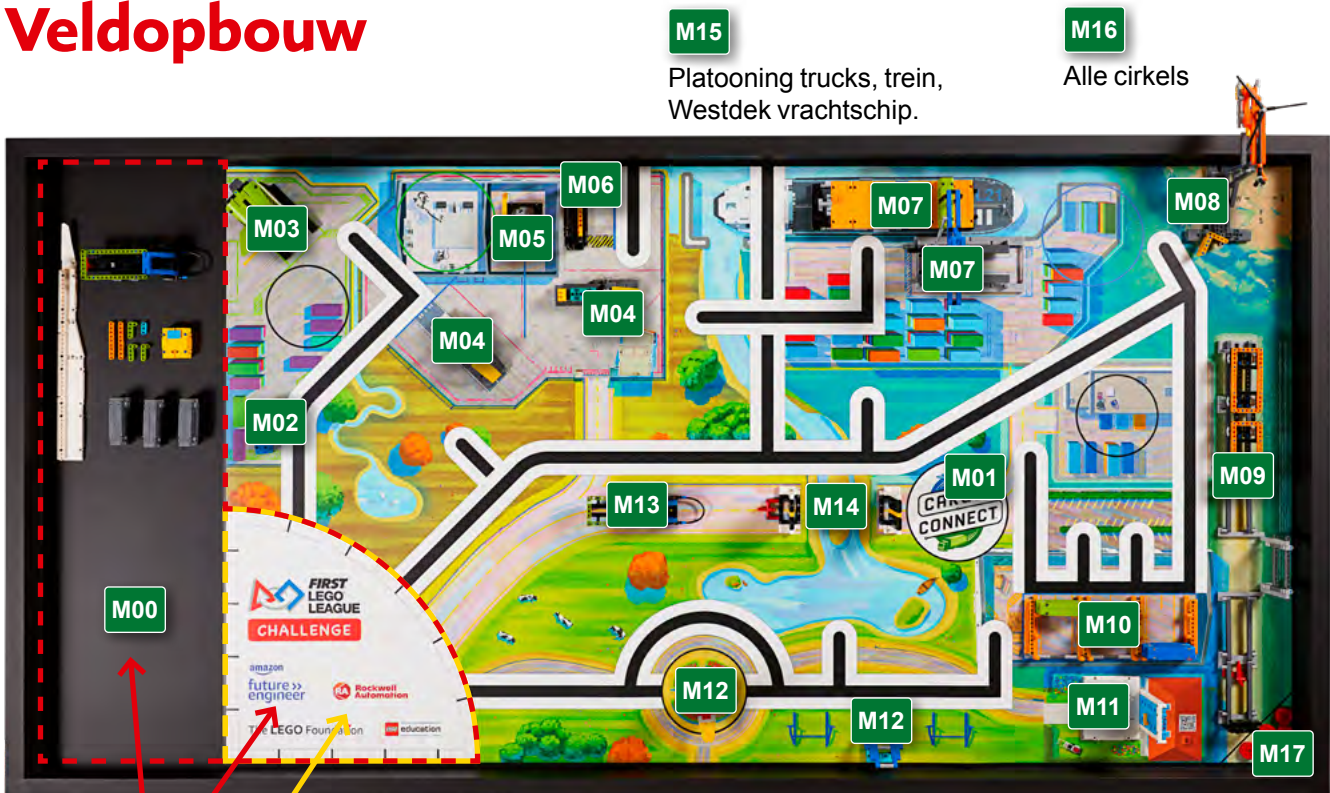 Veldopbouw
M15
Platooning trucks, trein,
Westdek vrachtschip.
M16
Alle cirkels
M03
M05
M06
M07
M08
M07
M04
M04
M02
M13
M14
M01
CARGO
CONNECT
M09
M00
FIRST
LEGO
LEAGUE
CHALLENGE
amazon
future »
engineer
RA Rockwell
Automation
The LEGO Foundation
LEGO education
M10
M12
M12
M11
M17